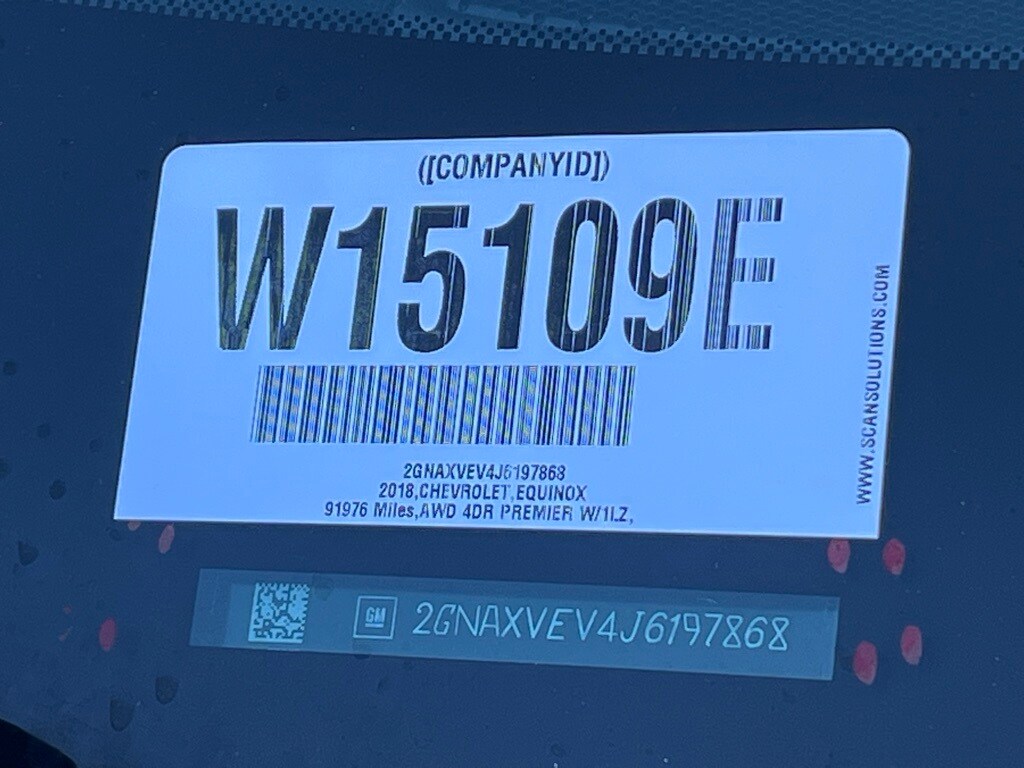 ([COMPANYID])
W15109E
2GNAXVEV4J6197868
2018,CHEVROLET,EQUINOX
91976 Miles,AWD 4DR PREMIER W/1LZ,
WWW.SCANSOLUTIONS.COM
GM 2GNAXVEV4J6197868